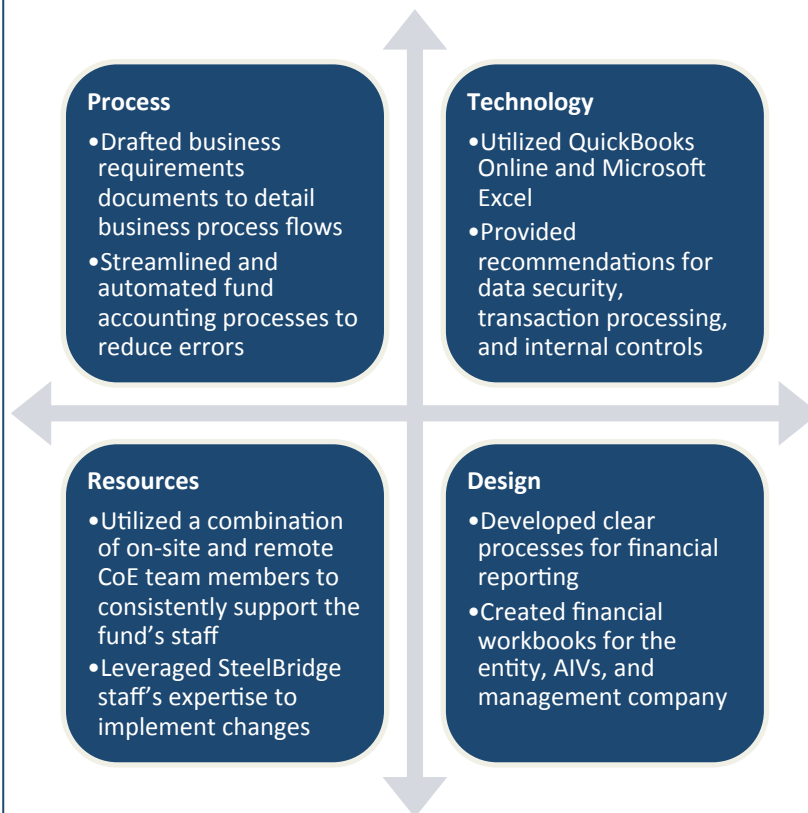 Process
•Drafted business
requirements
documents to detail
business process flows
•Streamlined and
automated fund
accounting processes to
reduce errors
Technology
•Utilized QuickBooks
Online and Microsoft
Excel
•Provided
recommendations for
data security,
transaction processing,
and internal controls
Resources
•Utilized a combination
of on-site and remote
CoE team members to
consistently support the
fund's staff
•Leveraged SteelBridge
staff's expertise to
implement changes
Design
•Developed clear
processes for financial
reporting
•Created financial
workbooks for the
entity, AIVs, and
management company